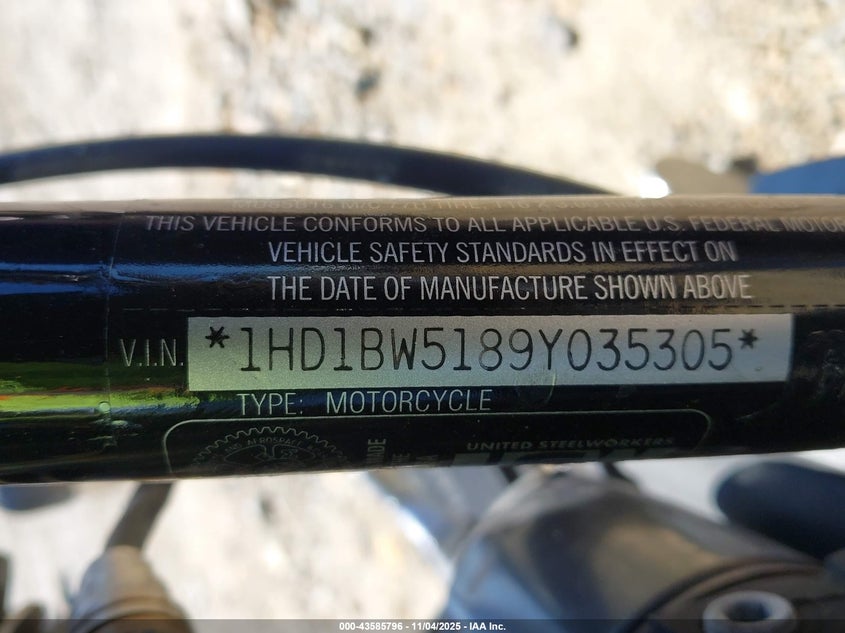 THIS VEHICLE CONFORMS TO ALL APPLICABLE U.S. FEDERAL MOTOR
VEHICLE SAFETY STANDARDS IN EFFECT ON
THE DATE OF MANUFACTURE SHOWN ABOVE
V.I.N. *1HD1BW5189Y035305*
TYPE: MOTORCYCLE
AEROSPACE
UNITED STEELWORKERS
000-43585796 - 11/04/2025 - IAA Inc.